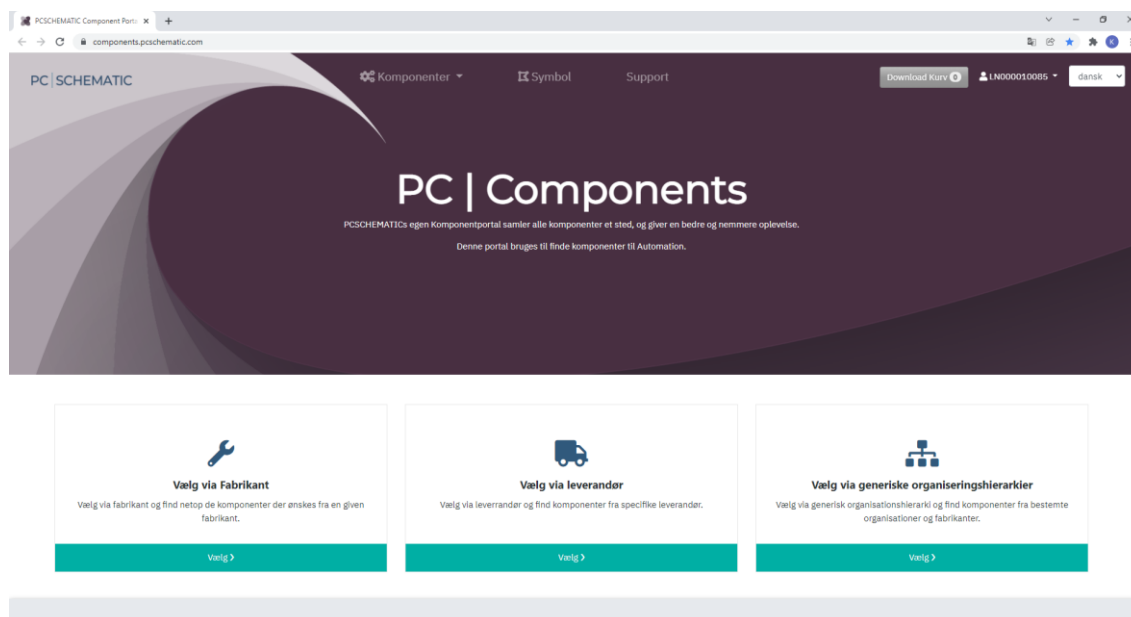 PCSCHEMATIC Component Port
components.pcschematic.com
K
PC|SCHEMATIC
Komponenter
Symbol
Support
Download Kurv 0
LN000010085
dansk
PC | Components
PCSCHEMATICs egen Komponentportal samler alle komponenter et sted, og giver en bedre og nemmere oplevelse.
Denne portal bruges til finde komponenter til Automation.
Vælg via Fabrikant
Vælg via fabrikant og find netop de komponenter der ønskes fra en given
fabrikant.
Vælg >
Vælg via leverandør
Vælg via leverrandør og find komponenter fra specifikke leverandør.
Vælg >
Vælg via generiske organiseringshierarkier
Vælg via generisk organisationshierarki og find komponenter fra bestemte
organisationer og fabrikanter.
Vælg >